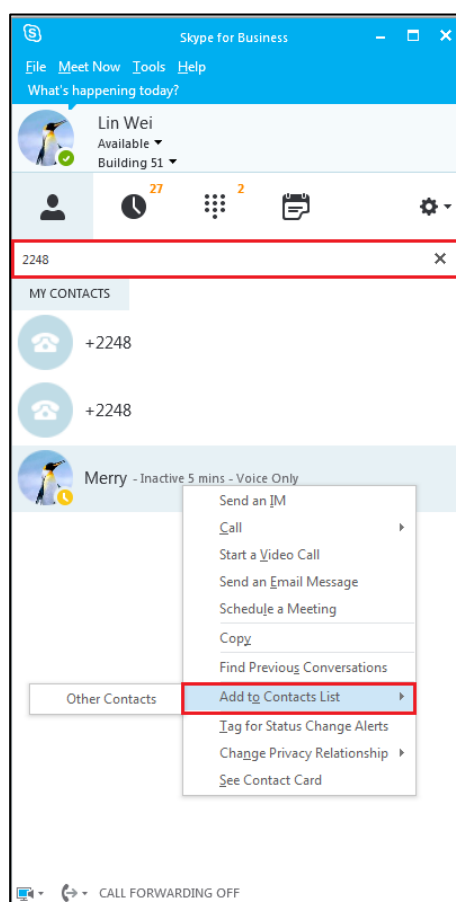 Skype for Business
File Meet Now Tools Help
What's happening today?
Lin Wei
Available
Building 51
27 2
2248
MY CONTACTS
+2248
+2248
Merry - Inactive 5 mins - Voice Only
Send an IM
Call
Start a Video Call
Send an Email Message
Schedule a Meeting
Copy
Find Previous Conversations
Other Contacts Add to Contacts List
Tag for Status Change Alerts
Change Privacy Relationship
See Contact Card
CALL FORWARDING OFF